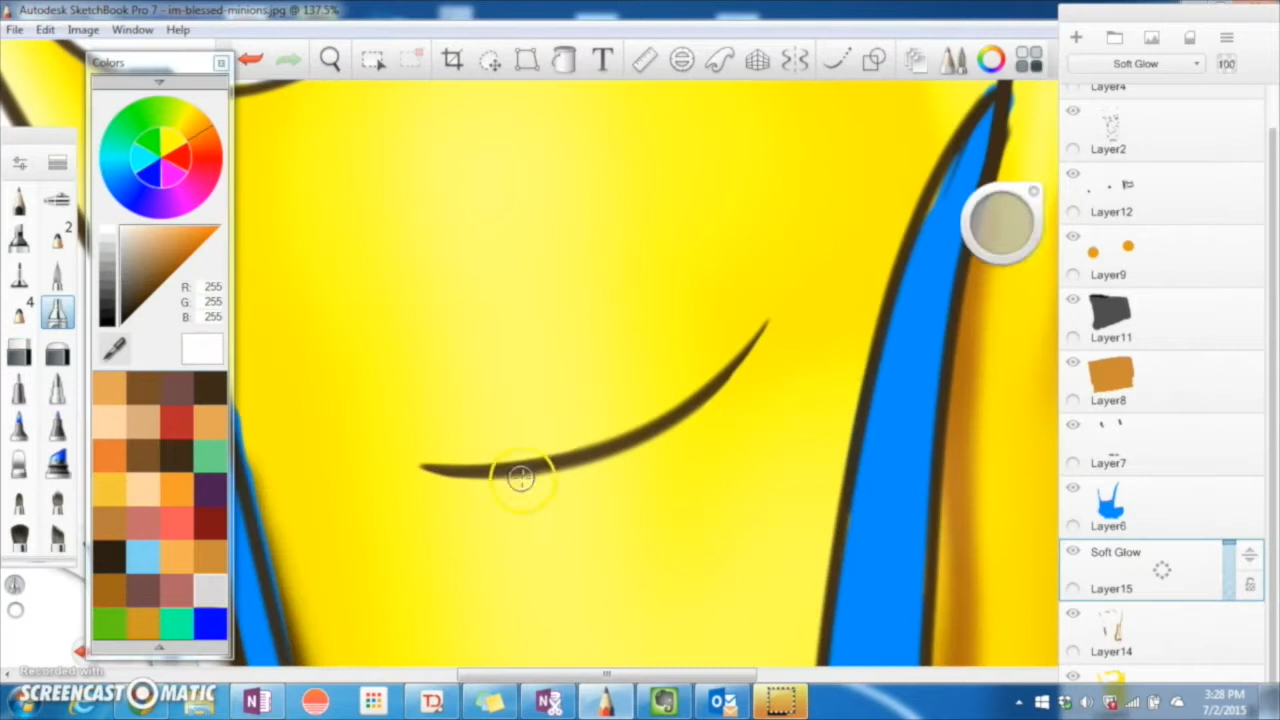 Autodesk SketchBook Pro 7 - im-blessed-minions.jpg @ 137.5%
File Edit Image Window Help
Colors
T
Soft Glow 100
Layer4
Layer2
Layer12
Layer9
Layer11
Layer8
Layer7
Layer6
Soft Glow
Layer15
Layer14
2
4
R: 255
G: 255
B: 255
Recorded with
SCREENCAST MATIC
3:28 PM
7/2/2015